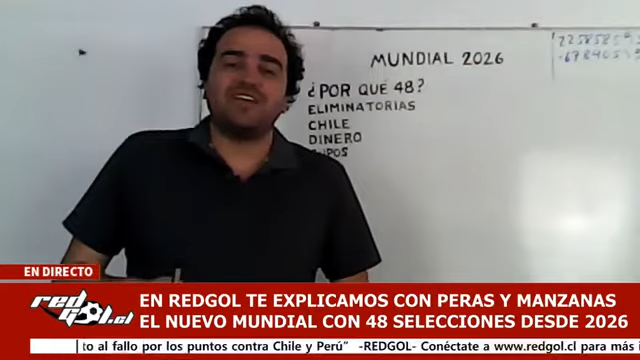 MUNDIAL 2026
¿POR QUÉ 48?
ELIMINATORIAS
CHILE
DINERO
EN DIRECTO
redgol.cl
EN REDGOL TE EXPLICAMOS CON PERAS Y MANZANAS
EL NUEVO MUNDIAL CON 48 SELECCIONES DESDE 2026
to al fallo por los puntos contra Chile y Perú" -REDGOL- Conéctate a www.redgol.cl para más i